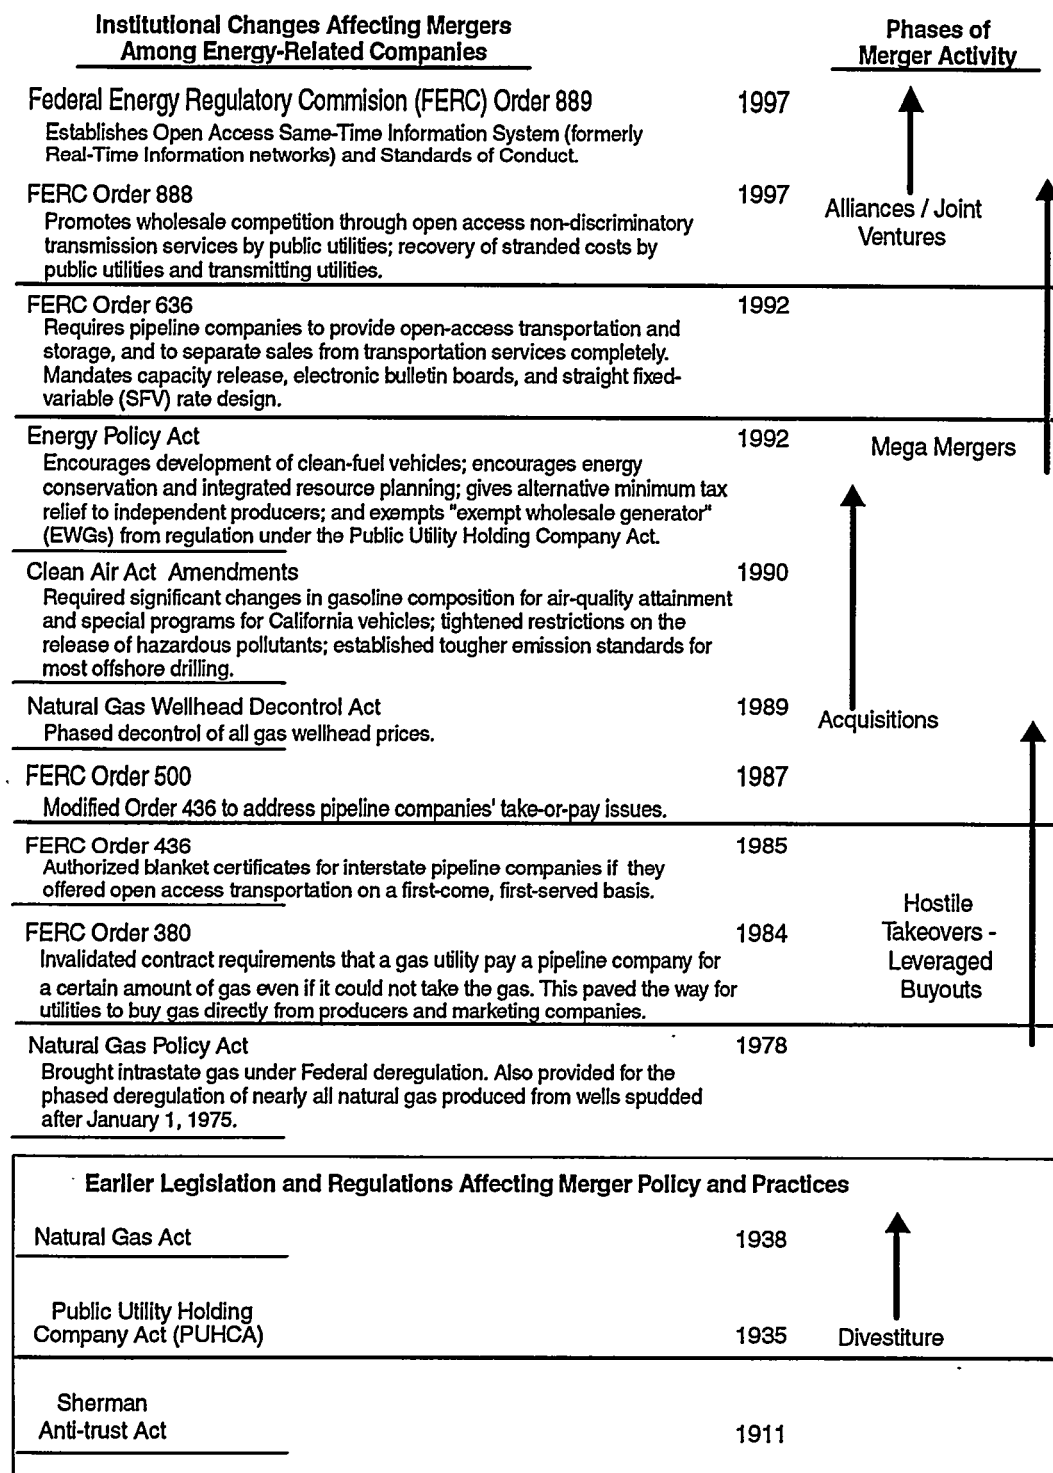 Institutional Changes Affecting Mergers
Among Energy-Related Companies
Phases of
Merger Activity
Federal Energy Regulatory Commision (FERC) Order 889 1997
Establishes Open Access Same-Time Information System (formerly
Real-Time Information networks) and Standards of Conduct.
FERC Order 888 1997
Promotes wholesale competition through open access non-discriminatory
transmission services by public utilities; recovery of stranded costs by
public utilities and transmitting utilities.
Alliances / Joint
Ventures
FERC Order 636 1992
Requires pipeline companies to provide open-access transportation and
storage, and to separate sales from transportation services completely.
Mandates capacity release, electronic bulletin boards, and straight fixed-
variable (SFV) rate design.
Energy Policy Act 1992
Mega Mergers
Encourages development of clean-fuel vehicles; encourages energy
conservation and integrated resource planning; gives alternative minimum tax
relief to independent producers; and exempts "exempt wholesale generator"
(EWGs) from regulation under the Public Utility Holding Company Act.
Clean Air Act Amendments 1990
Required significant changes in gasoline composition for air-quality attainment
and special programs for California vehicles; tightened restrictions on the
release of hazardous pollutants; established tougher emission standards for
most offshore drilling.
Natural Gas Wellhead Decontrol Act 1989
Acquisitions
Phased decontrol of all gas wellhead prices.
FERC Order 500 1987
Modified Order 436 to address pipeline companies' take-or-pay issues.
FERC Order 436 1985
Authorized blanket certificates for interstate pipeline companies if they
offered open access transportation on a first-come, first-served basis.
FERC Order 380 1984
Invalidated contract requirements that a gas utility pay a pipeline company for
a certain amount of gas even if it could not take the gas. This paved the way for
utilities to buy gas directly from producers and marketing companies.
Hostile
Takeovers -
Leveraged
Buyouts
Natural Gas Policy Act 1978
Brought intrastate gas under Federal deregulation. Also provided for the
phased deregulation of nearly all natural gas produced from wells spudded
after January 1, 1975.
Earlier Legislation and Regulations Affecting Merger Policy and Practices
Natural Gas Act 1938
Public Utility Holding
Company Act (PUHCA) 1935
Divestiture
Sherman
Anti-trust Act 1911